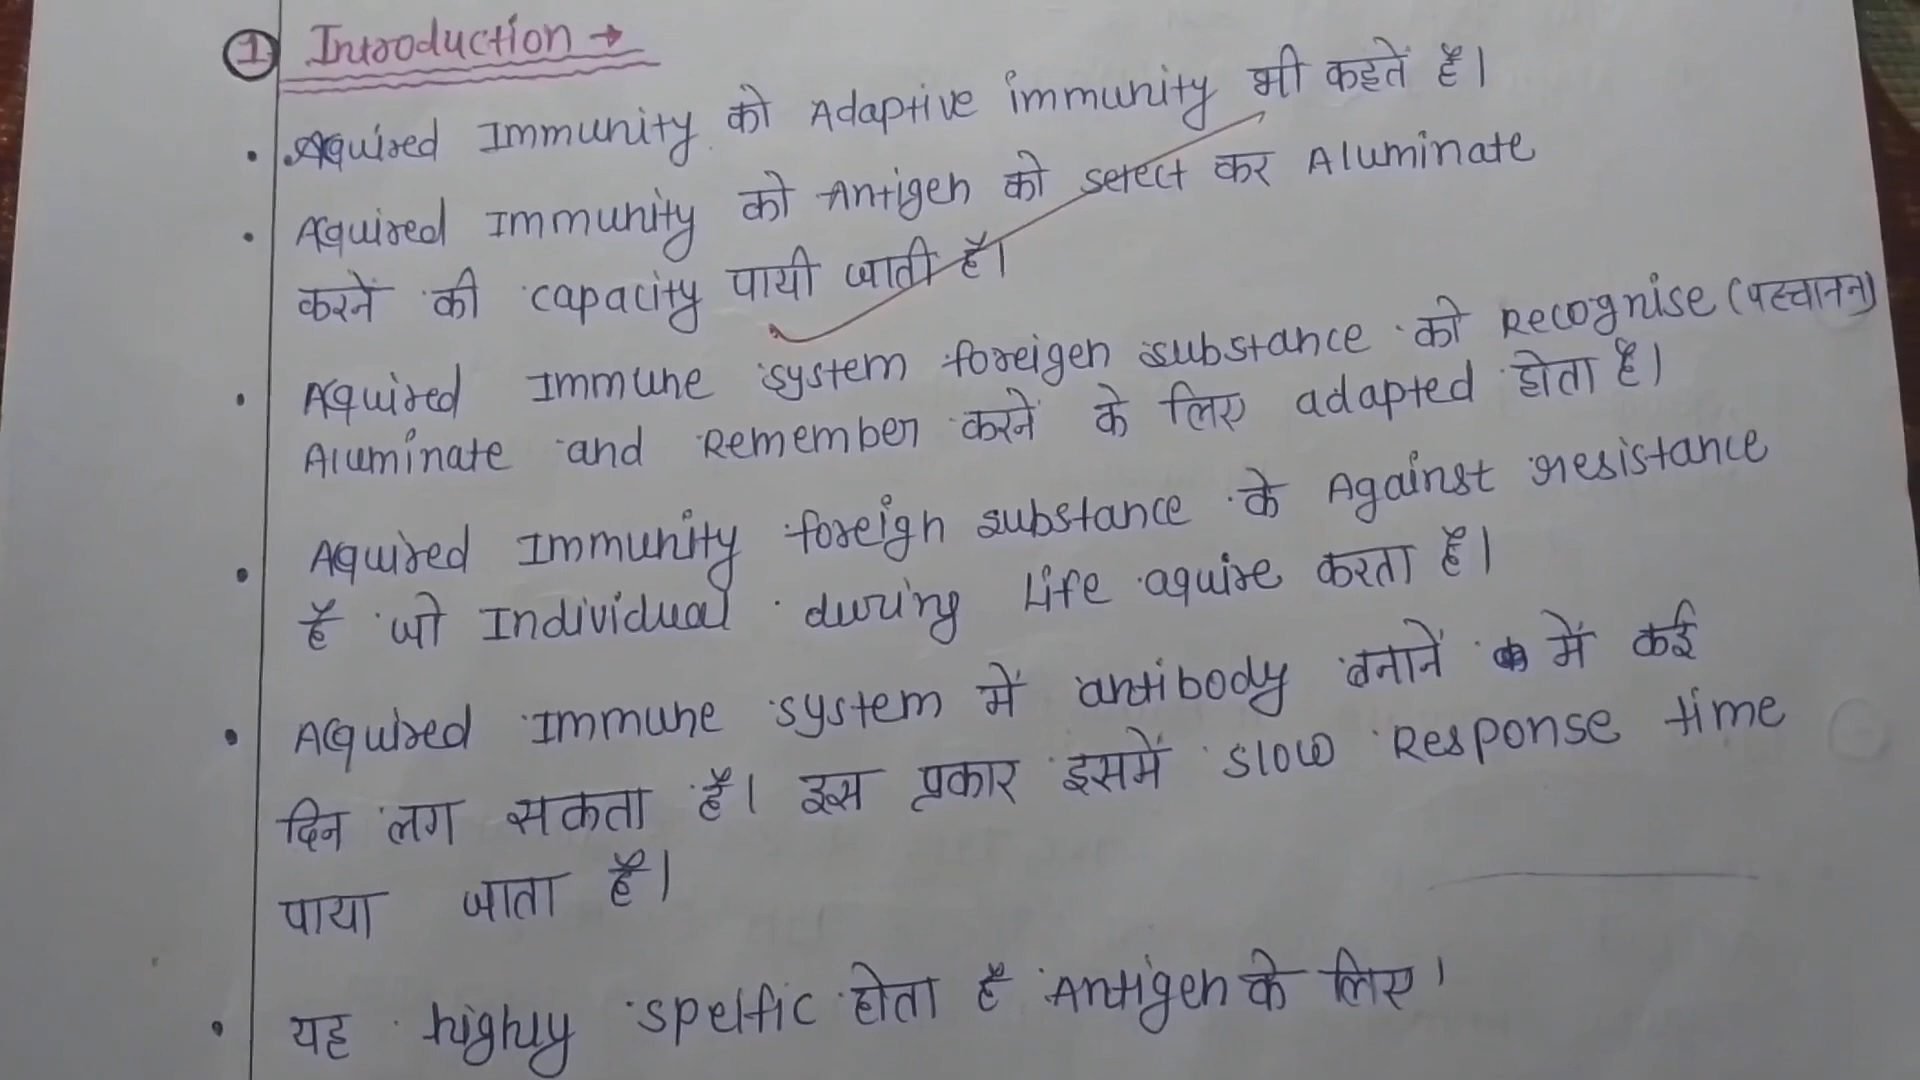 ① Introduction →
• Aquired Immunity को Adaptive immunity भी कहतें हैं।
• Aquired Immunity को Antigen को select कर Aluminate
करनें की capacity पायी जाती है।
• Aquired Immune system foreigen substance को Recognise (पहचानन)
Aluminate and Remember करनें के लिए adapted होता है।
• Aquired Immunity foreign substance के Against resistance
है जो Individual during Life aquire करता है।
• Acquired Immune system में antibody बनानें में कई
दिन लग सकता है। इस प्रकार इसमें slow Response time
पाया जाता है।
• यह highly spelfic होता है Antigen के लिए।